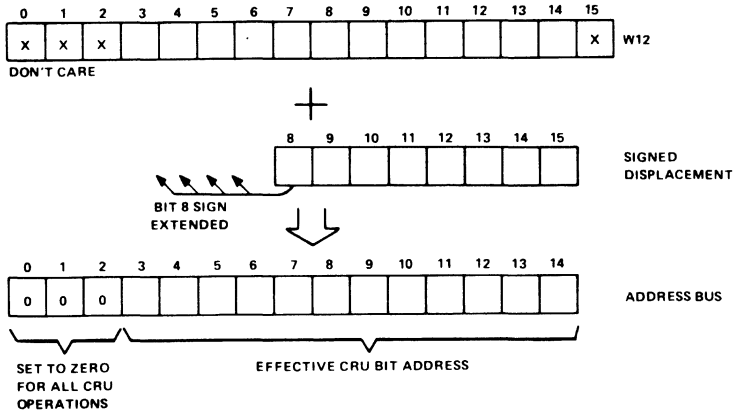 0 1 2 3 4 5 6 7 8 9 10 11 12 13 14 15
X X X X W12
DON'T CARE
8 9 10 11 12 13 14 15
SIGNED
DISPLACEMENT
BIT 8 SIGN
EXTENDED
0 1 2 3 4 5 6 7 8 9 10 11 12 13 14
0 0 0 ADDRESS BUS
SET TO ZERO
FOR ALL CRU
OPERATIONS
EFFECTIVE CRU BIT ADDRESS